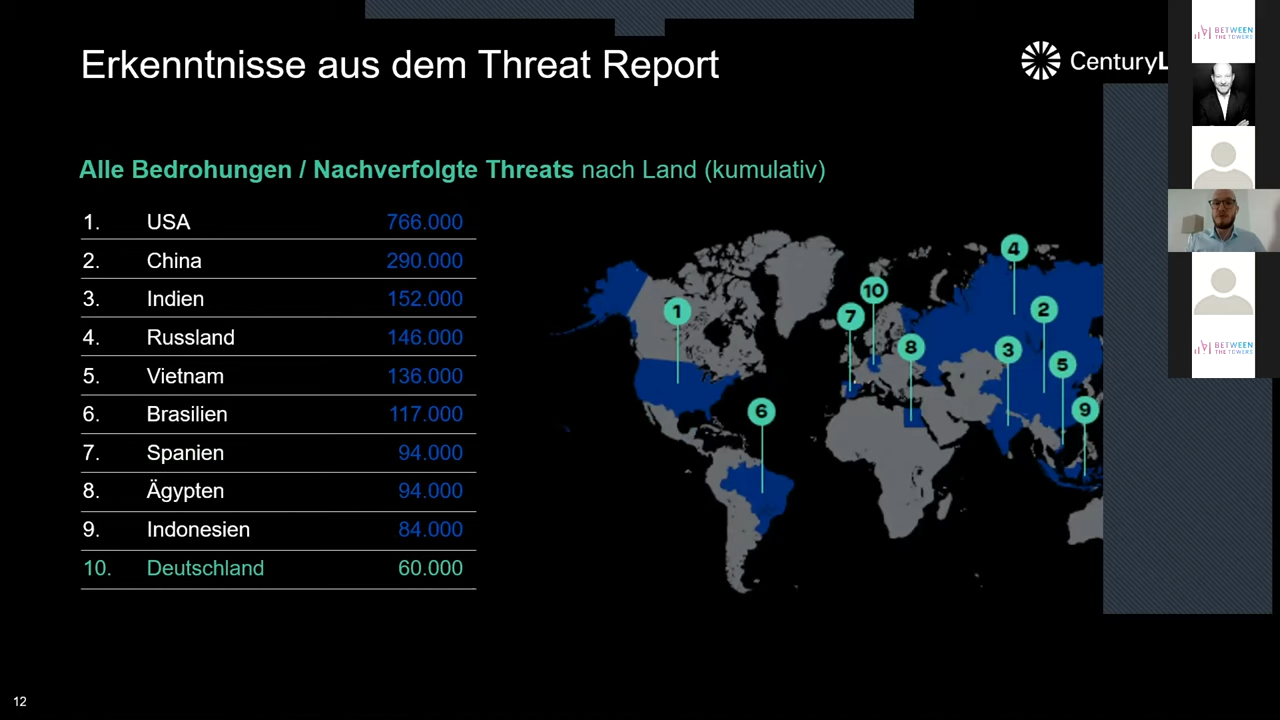 Erkenntnisse aus dem Threat Report
CenturyL
BETWEEN
THE TOWERS
Alle Bedrohungen / Nachverfolgte Threats nach Land (kumulativ)
1. USA 766.000
2. China 290.000
3. Indien 152.000
4. Russland 146.000
5. Vietnam 136.000
6. Brasilien 117.000
7. Spanien 94.000
8. Ägypten 94.000
9. Indonesien 84.000
10. Deutschland 60.000
4
10
1
2
7
8
3
5
6
9
BETWEEN
THE TOWERS
12